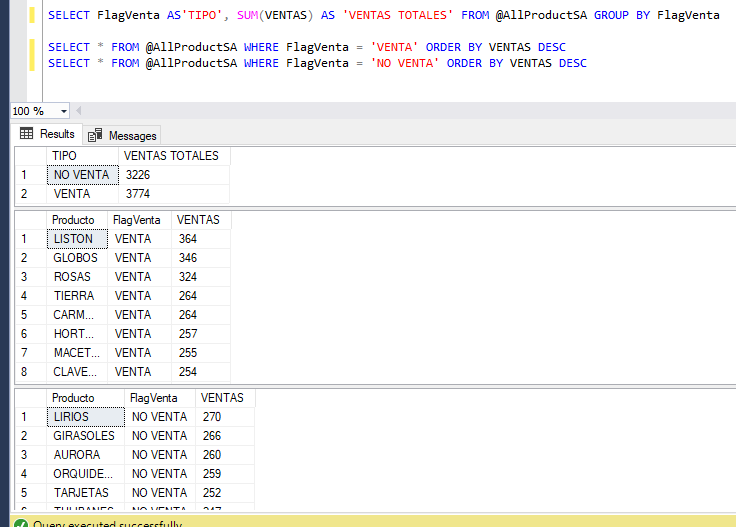 SELECT FlagVenta AS'TIPO', SUM(VENTAS) AS 'VENTAS TOTALES' FROM @AllProductSA GROUP BY FlagVenta
SELECT * FROM @AllProductSA WHERE FlagVenta = 'VENTA' ORDER BY VENTAS DESC
SELECT * FROM @AllProductSA WHERE FlagVenta = 'NO VENTA' ORDER BY VENTAS DESC
100 %
Results Messages
TIPO VENTAS TOTALES
1 NO VENTA 3226
2 VENTA 3774
Producto FlagVenta VENTAS
1 LISTON VENTA 364
2 GLOBOS VENTA 346
3 ROSAS VENTA 324
4 TIERRA VENTA 264
5 CARM... VENTA 264
6 HORT... VENTA 257
7 MACET... VENTA 255
8 CLAVE... VENTA 254
Producto FlagVenta VENTAS
1 LIRIOS NO VENTA 270
2 GIRASOLES NO VENTA 266
3 AURORA NO VENTA 260
4 ORQUIDE... NO VENTA 259
5 TARJETAS NO VENTA 252
6 TULIPANES NO VENTA 247
Query executed successfully